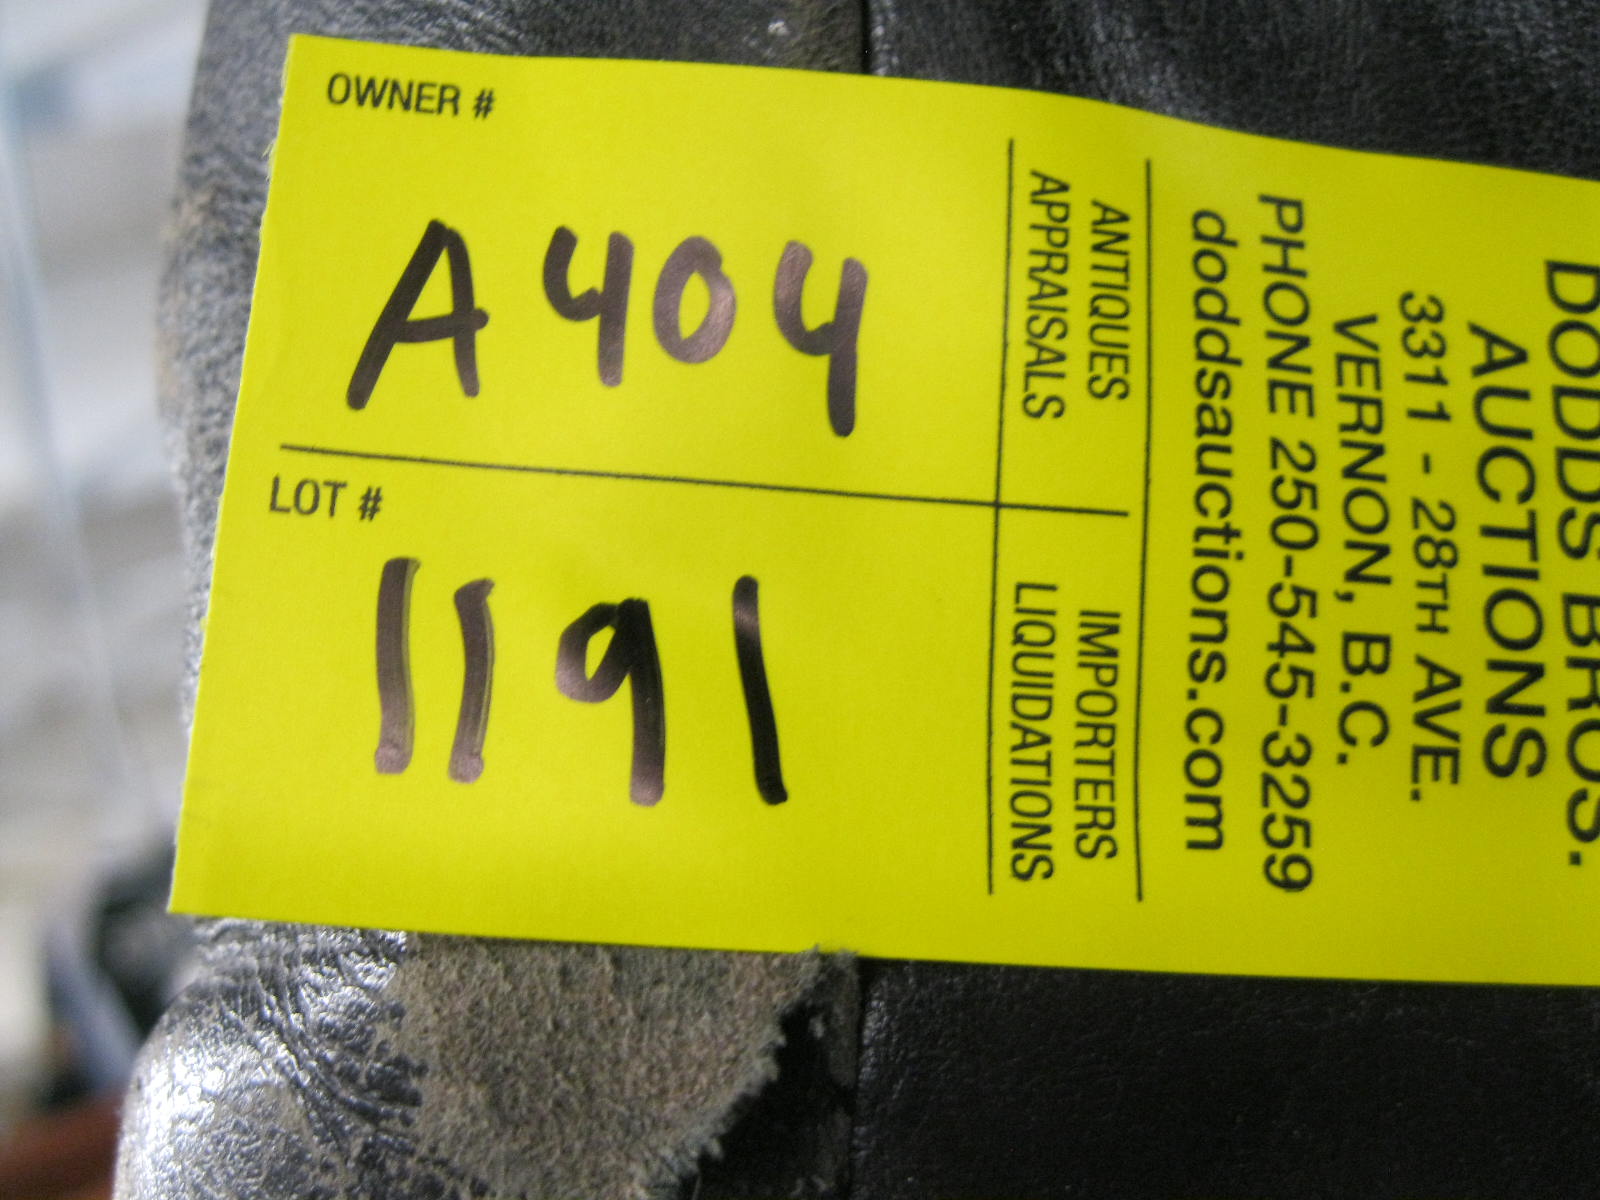 OWNER #
A404
LOT #
1191
ANTIQUES
APPRAISALS
IMPORTERS
LIQUIDATIONS
DODDS BROS.
AUCTIONS
3311 - 28TH AVE.
VERNON, B.C.
PHONE 250-545-3259
doddsauctions.com